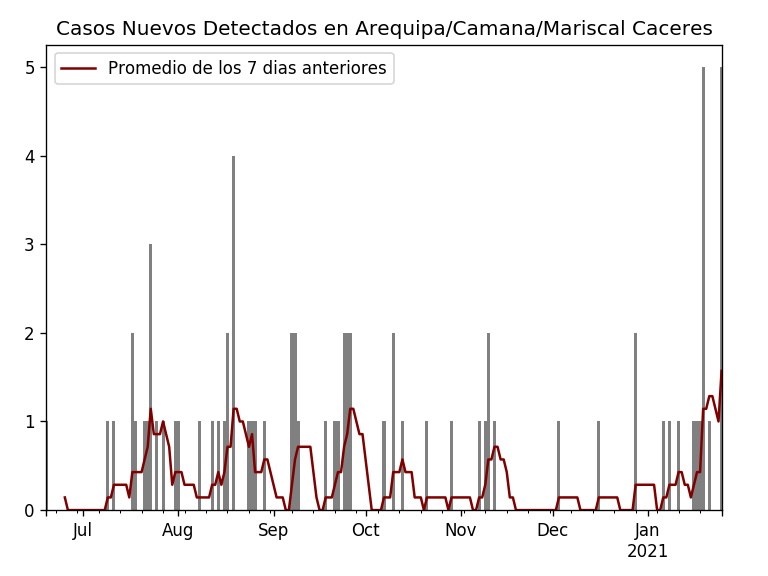 Casos Nuevos Detectados en Arequipa/Camana/Mariscal Caceres
Promedio de los 7 dias anteriores
5
4
3
2
1
0
Jul Aug Sep Oct Nov Dec Jan
2021